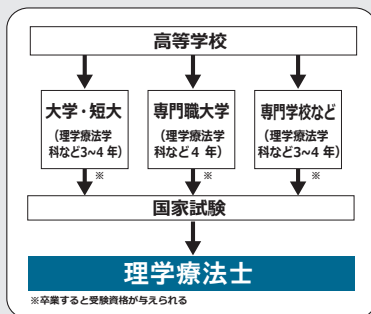 高等学校
大学・短大
(理学療法学
科など3~4 年)
専門職大学
(理学療法学
科など 4 年)
専門学校など
(理学療法学
科など3~4 年)
※
※
※
国家試験
理学療法士
※卒業すると受験資格が与えられる